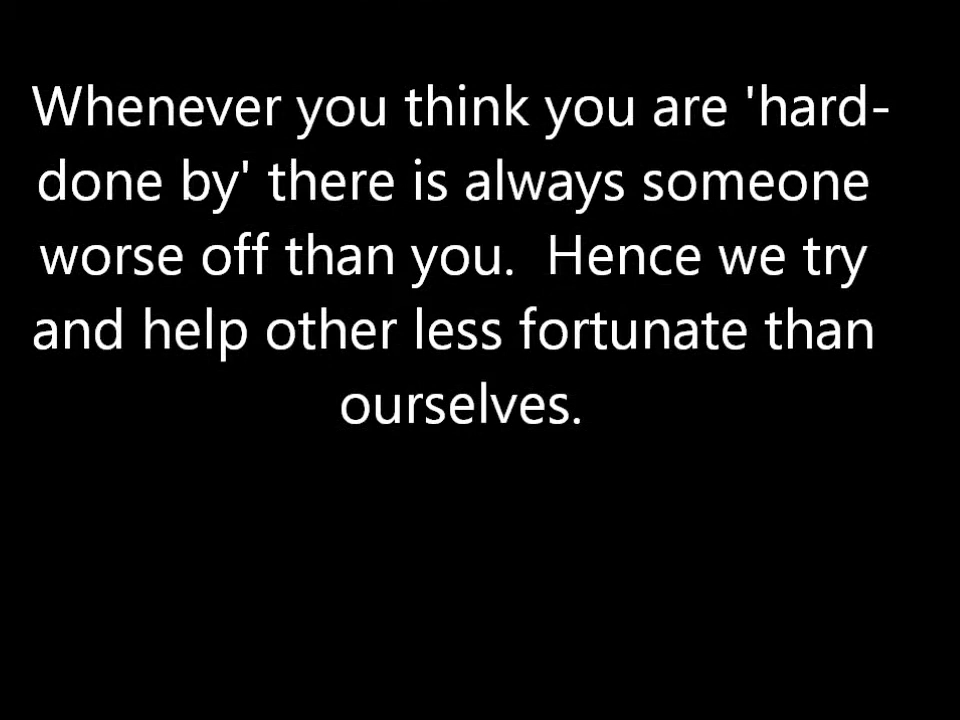 Whenever you think you are 'hard-
done by' there is always someone
worse off than you.  Hence we try
and help other less fortunate than
ourselves.